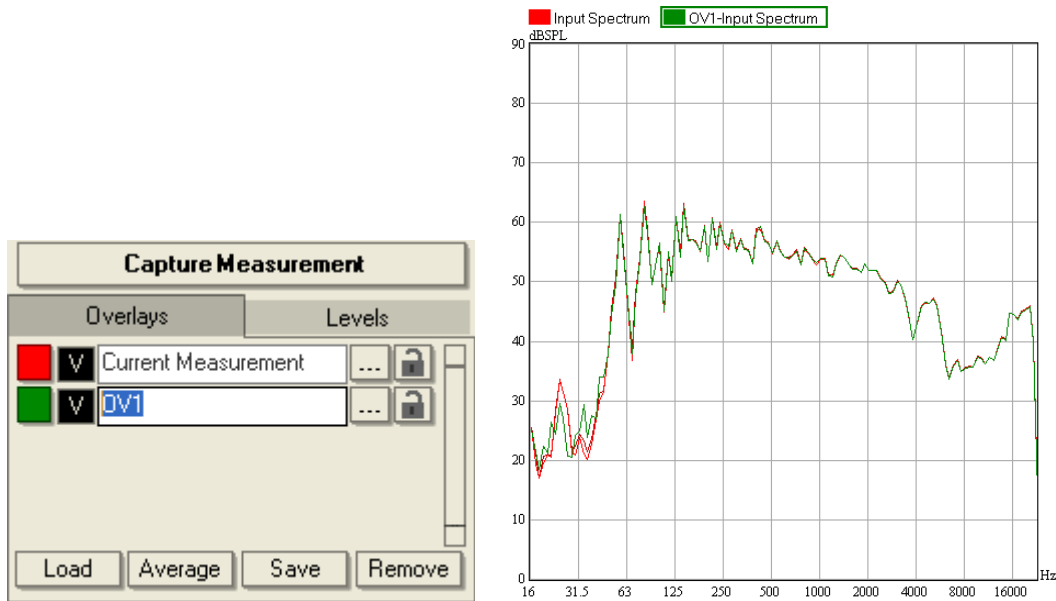 Capture Measurement
Overlays Levels
V Current Measurement ...
V OV1 ...
Load Average Save Remove
Input Spectrum OV1-Input Spectrum
dBSPL
90
80
70
60
50
40
30
20
10
0
16 31.5 63 125 250 500 1000 2000 4000 8000 16000 Hz